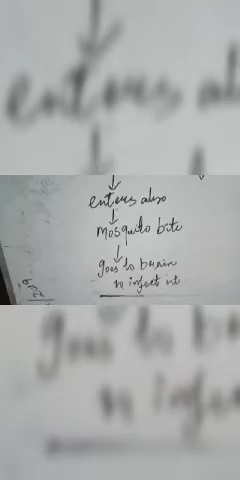 enters also
mosquito bite
goes to brain
to infect it.